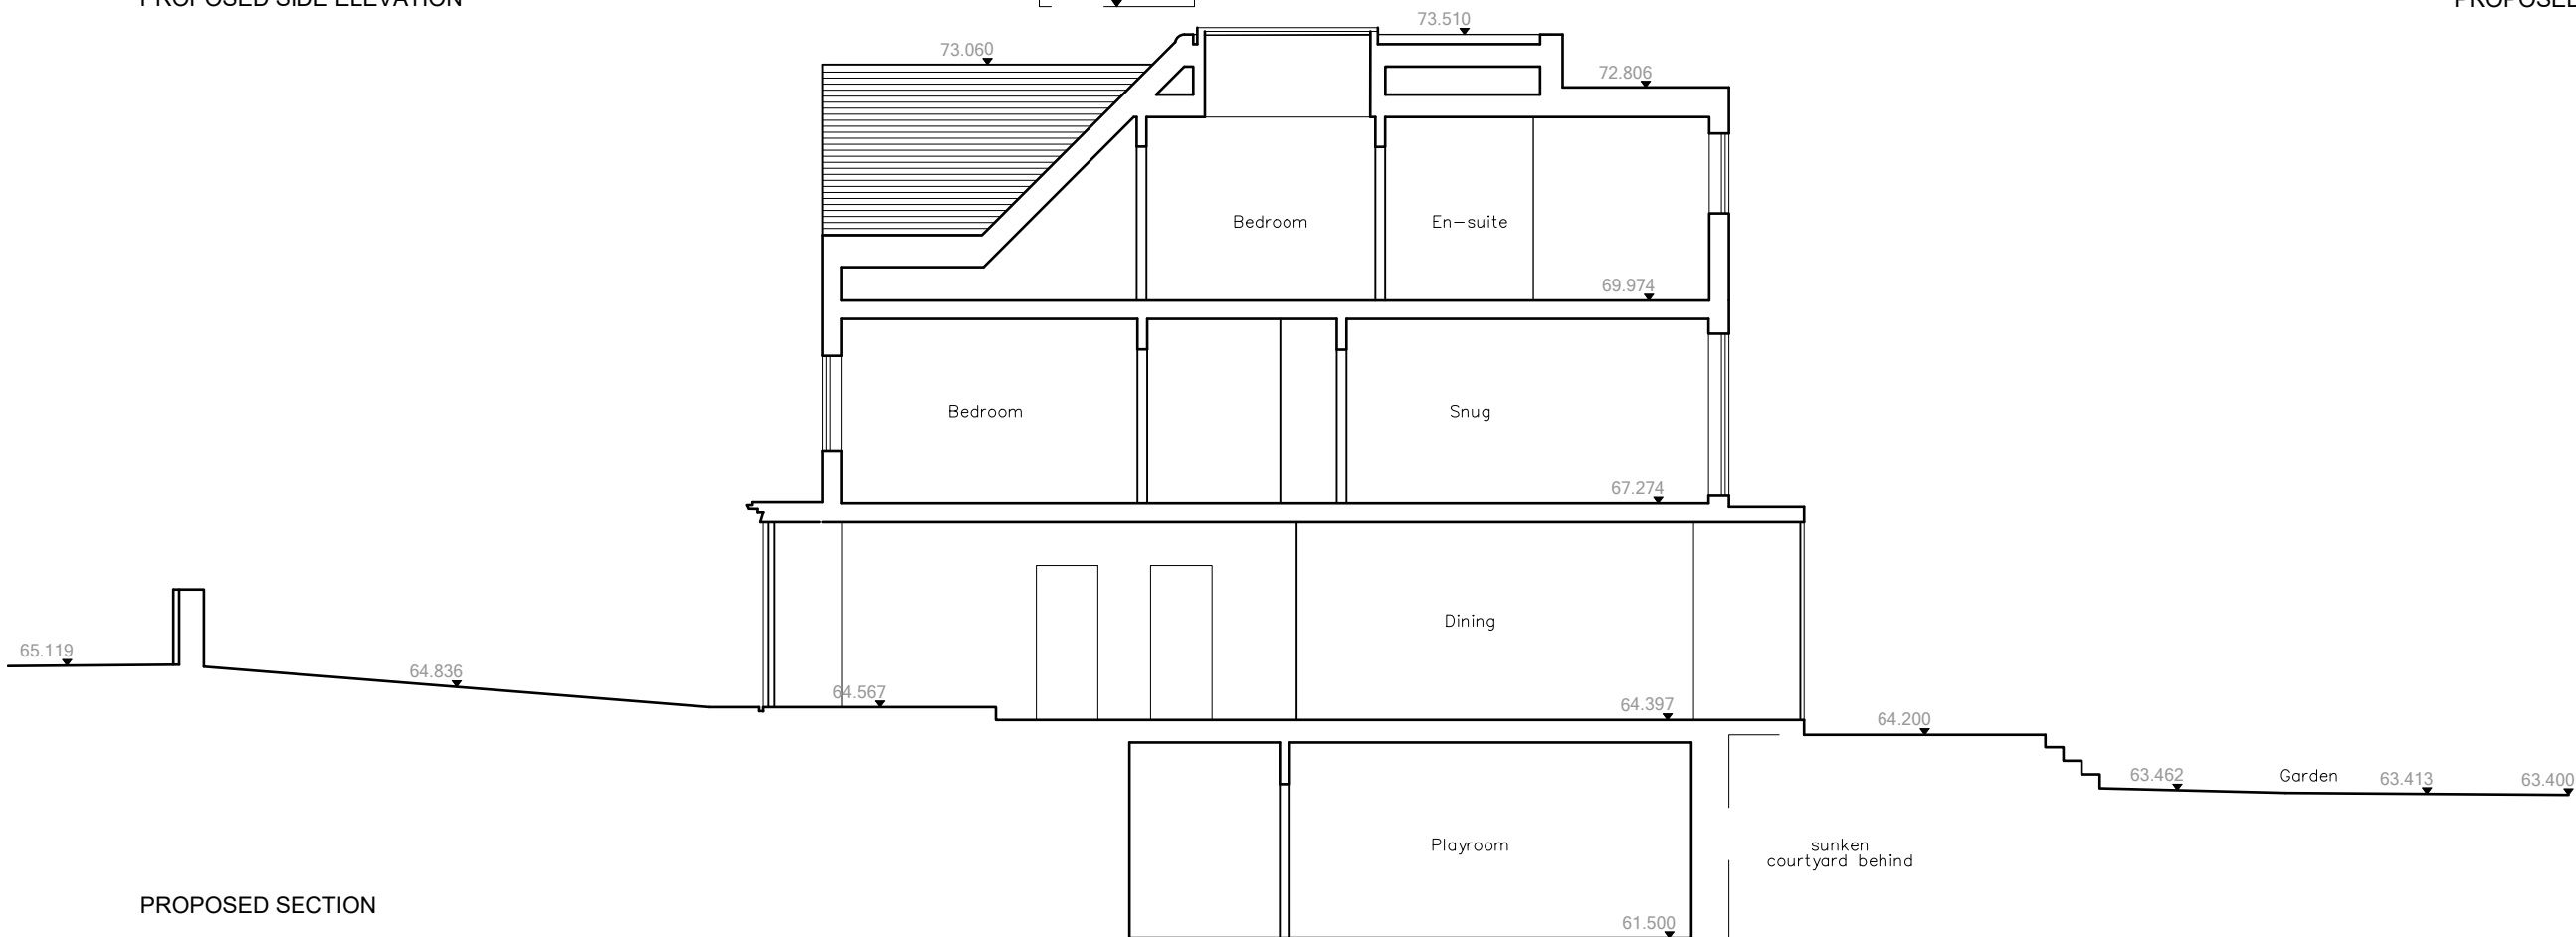 PROPOSED SIDE ELEVATION
PROPOSED
73.510
73.060
72.806
Bedroom
En-suite
69.974
Bedroom
Snug
67.274
Dining
65.119
64.836
64.567
64.397
64.200
63.462
Garden
63.413
63.400
Playroom
sunken
courtyard behind
PROPOSED SECTION
61.500